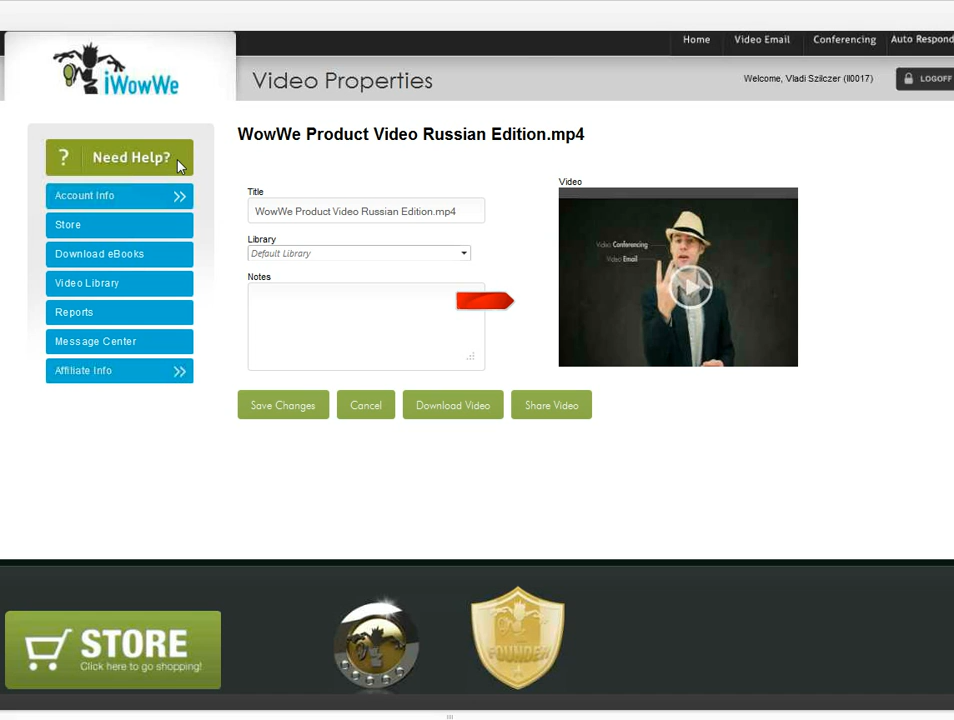 Home
Video Email
Conferencing
Auto Respond
iWowWe
Video Properties
Welcome, Vladi Szilczer (II0017)
LOGOFF
WowWe Product Video Russian Edition.mp4
? Need Help?
Account Info
Store
Download eBooks
Video Library
Reports
Message Center
Affiliate Info
Title
WowWe Product Video Russian Edition.mp4
Library
Default Library
Notes
Video
Video Conferencing
Video Email
Save Changes
Cancel
Download Video
Share Video
STORE
Click here to go shopping!
FOUNDER